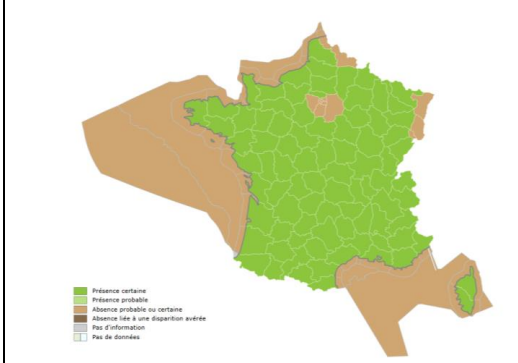 Présence certaine
Présence probable
Absence probable ou certaine
Absence liée à une disparition avérée
Pas d'information
Pas de données